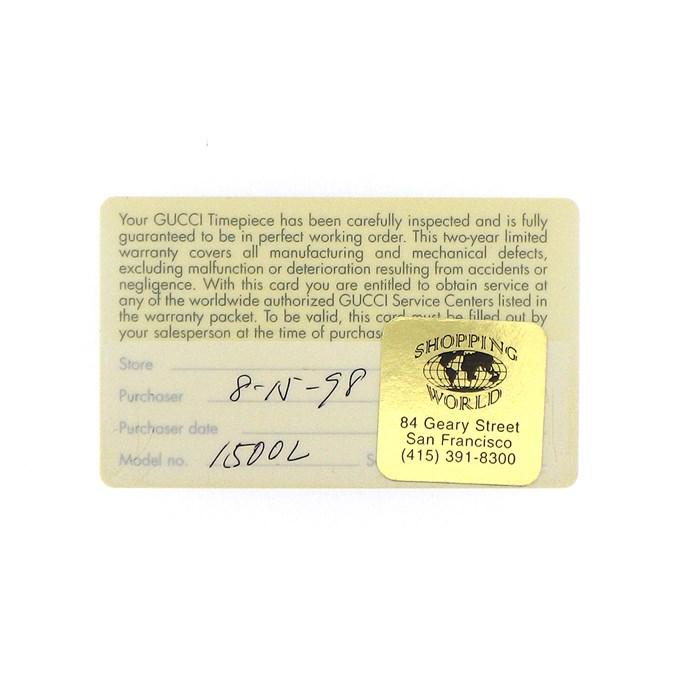 Your GUCCI Timepiece has been carefully inspected and is fully
guaranteed to be in perfect working order. This two-year limited
warranty covers all manufacturing and mechanical defects,
excluding malfunction or deterioration resulting from accidents or
negligence. With this card you are entitled to obtain service at
any of the worldwide authorized GUCCI Service Centers listed in
the warranty packet. To be valid, this card must be filled out by
your salesperson at the time of purchas
Store
Purchaser 8-15-98
Purchaser date
Model no. 1500L S
SHOPPING
WORLD
84 Geary Street
San Francisco
(415) 391-8300